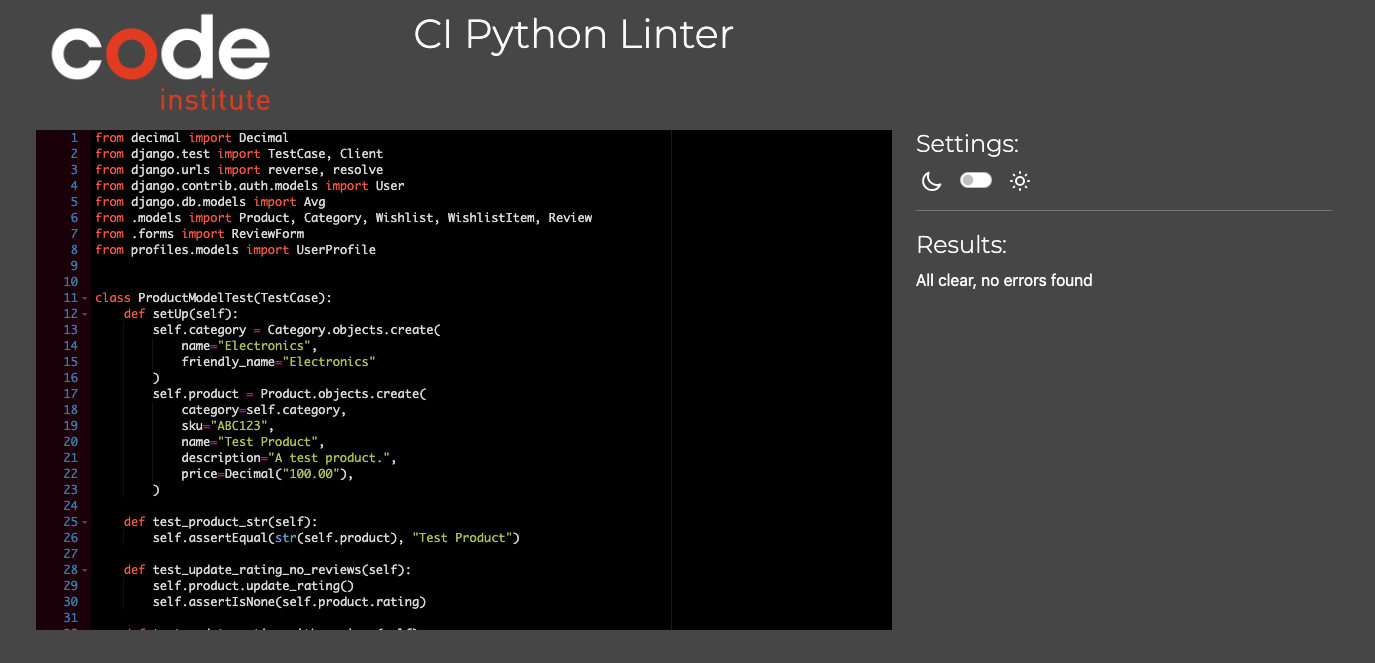 code
institute
CI Python Linter
1 from decimal import Decimal
2 from django.test import TestCase, Client
3 from django.urls import reverse, resolve
4 from django.contrib.auth.models import User
5 from django.db.models import Avg
6 from .models import Product, Category, Wishlist, WishlistItem, Review
7 from .forms import ReviewForm
8 from profiles.models import UserProfile
9
10
11 class ProductModelTest(TestCase):
12     def setUp(self):
13         self.category = Category.objects.create(
14             name="Electronics",
15             friendly_name="Electronics"
16         )
17         self.product = Product.objects.create(
18             category=self.category,
19             sku="ABC123",
20             name="Test Product",
21             description="A test product.",
22             price=Decimal("100.00"),
23         )
24
25     def test_product_str(self):
26         self.assertEqual(str(self.product), "Test Product")
27
28     def test_update_rating_no_reviews(self):
29         self.product.update_rating()
30         self.assertIsNone(self.product.rating)
31
Settings:
Results:
All clear, no errors found